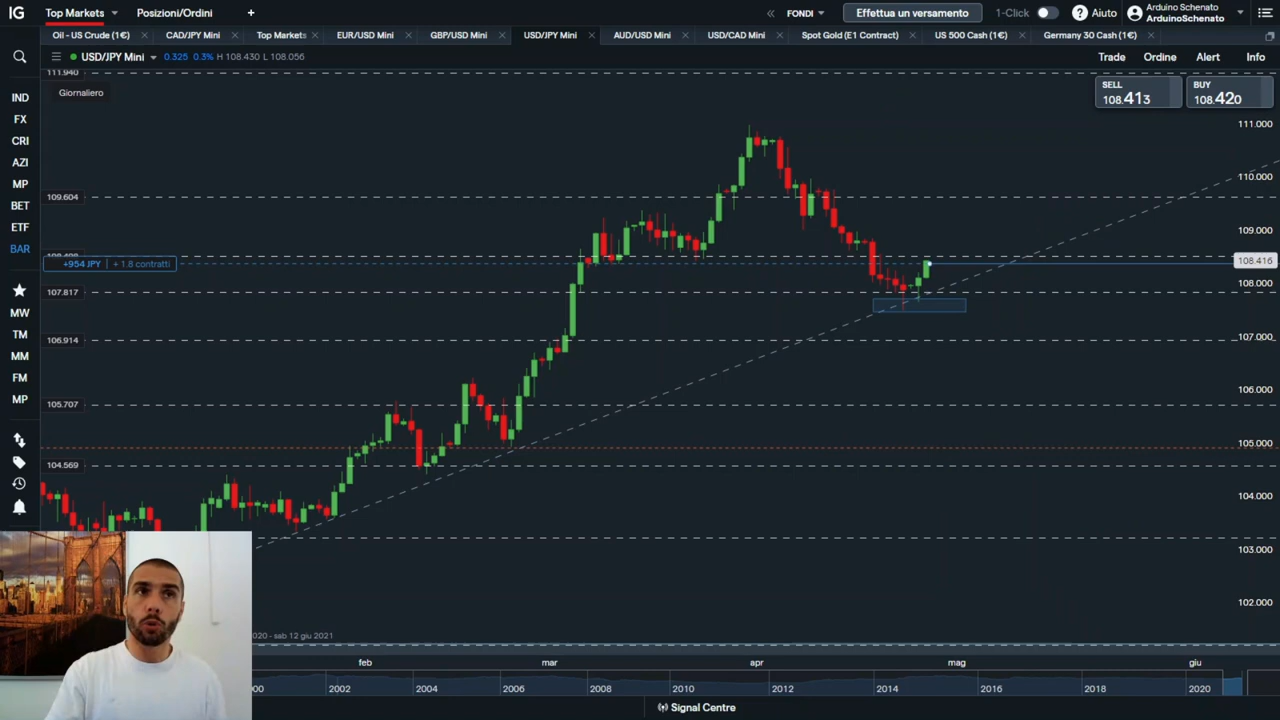 IG Top Markets Posizioni/Ordini + « FONDI Effettua un versamento 1-Click ? Aiuto Arduino Schenato
ArduinoSchenato
Oil - US Crude (1€) × CAD/JPY Mini × Top Markets × EUR/USD Mini × GBP/USD Mini × USD/JPY Mini × AUD/USD Mini × USD/CAD Mini × Spot Gold (E1 Contract) × US 500 Cash (1€) × Germany 30 Cash (1€) ×
USD/JPY Mini 0.325 0.3% H 108.430 L 108.056 Trade Ordine Alert Info
111.940
Giornaliero
SELL
108.413
BUY
108.420
IND
FX
CRI
AZI
MP
BET
ETF
BAR
MW
TM
MM
FM
MP
109.604
+954 JPY + 1.8 contratti
107.817
106.914
105.707
104.569
111.000
110.000
109.000
108.416
108.000
107.000
106.000
105.000
104.000
103.000
102.000
2020 - sab 12 giu 2021
feb mar apr mag giu
2002 2004 2006 2008 2010 2012 2014 2016 2018 2020
Signal Centre